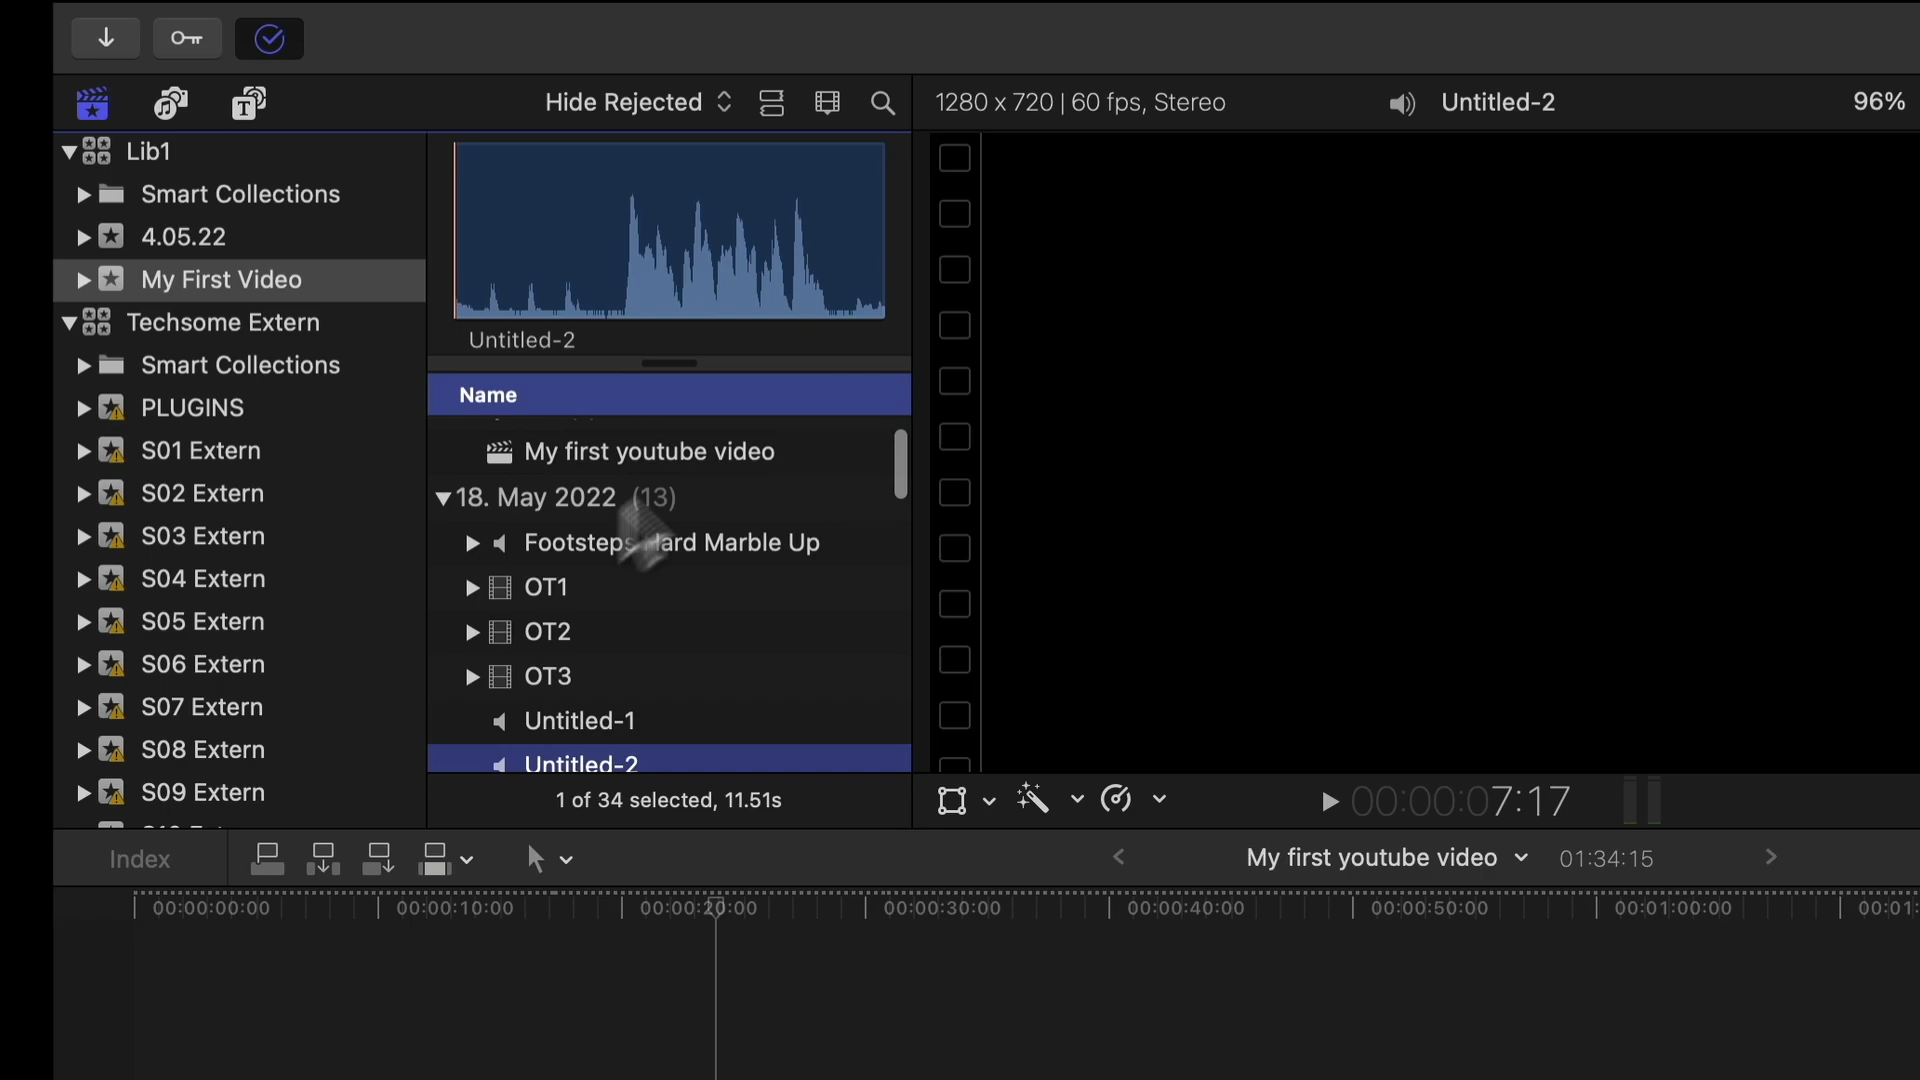 Hide Rejected
1280 x 720 | 60 fps, Stereo
Untitled-2
96%
Lib1
Smart Collections
4.05.22
My First Video
Techsome Extern
Smart Collections
PLUGINS
S01 Extern
S02 Extern
S03 Extern
S04 Extern
S05 Extern
S06 Extern
S07 Extern
S08 Extern
S09 Extern
Untitled-2
Name
My first youtube video
18. May 2022 (13)
Footsteps Hard Marble Up
OT1
OT2
OT3
Untitled-1
Untitled-2
1 of 34 selected, 11.51s
00:00:07:17
Index
My first youtube video
01:34:15
00:00:00:00
00:00:10:00
00:00:20:00
00:00:30:00
00:00:40:00
00:00:50:00
00:01:00:00
00:01: